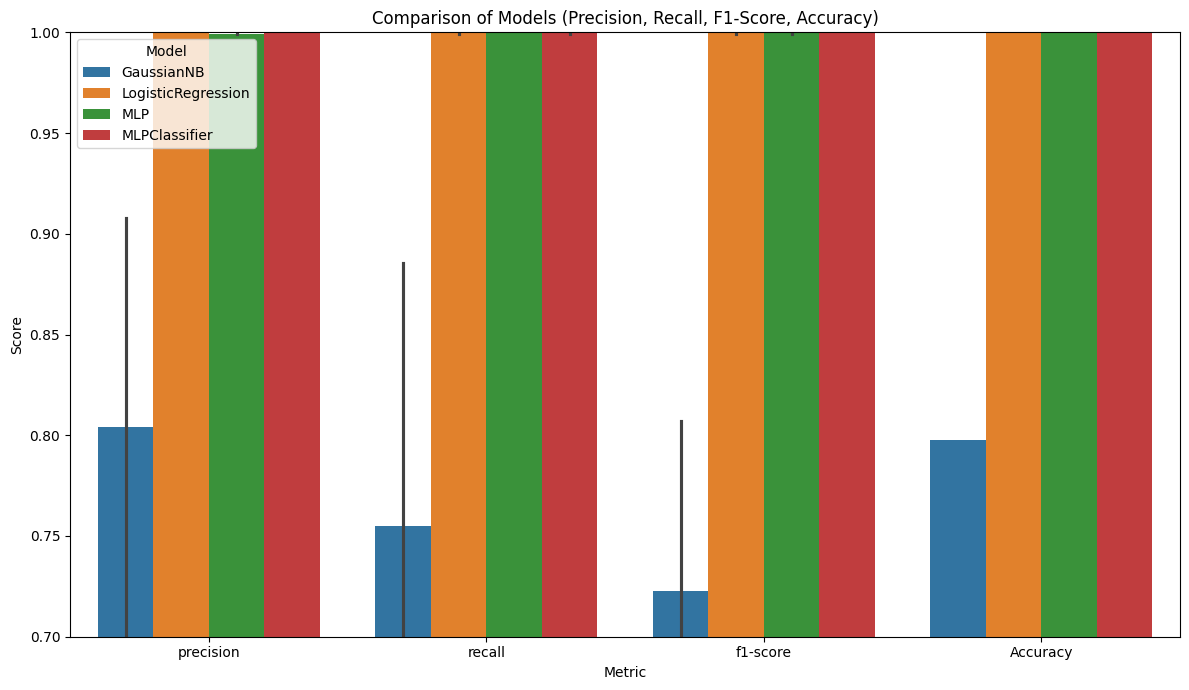 Comparison of Models (Precision, Recall, F1-Score, Accuracy)
Model
GaussianNB
LogisticRegression
MLP
MLPClassifier
Score
1.00
0.95
0.90
0.85
0.80
0.75
0.70
precision
recall
f1-score
Accuracy
Metric